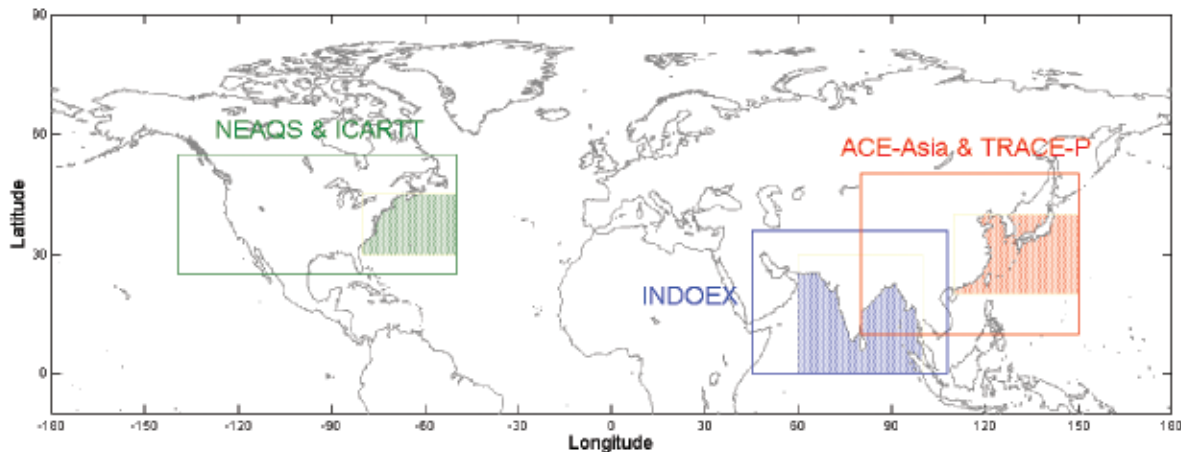 90
NEAQS & ICARTT
60
ACE-Asia & TRACE-P
Latitude
30
INDOEX
0
-180 -150 -120 -90 -60 -30 0 30 60 90 120 150 180
Longitude